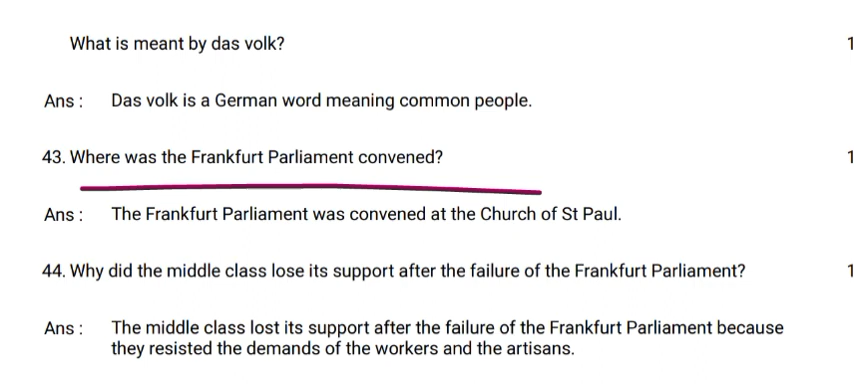 What is meant by das volk? 1
Ans : Das volk is a German word meaning common people.
43. Where was the Frankfurt Parliament convened? 1
Ans : The Frankfurt Parliament was convened at the Church of St Paul.
44. Why did the middle class lose its support after the failure of the Frankfurt Parliament? 1
Ans : The middle class lost its support after the failure of the Frankfurt Parliament because
they resisted the demands of the workers and the artisans.